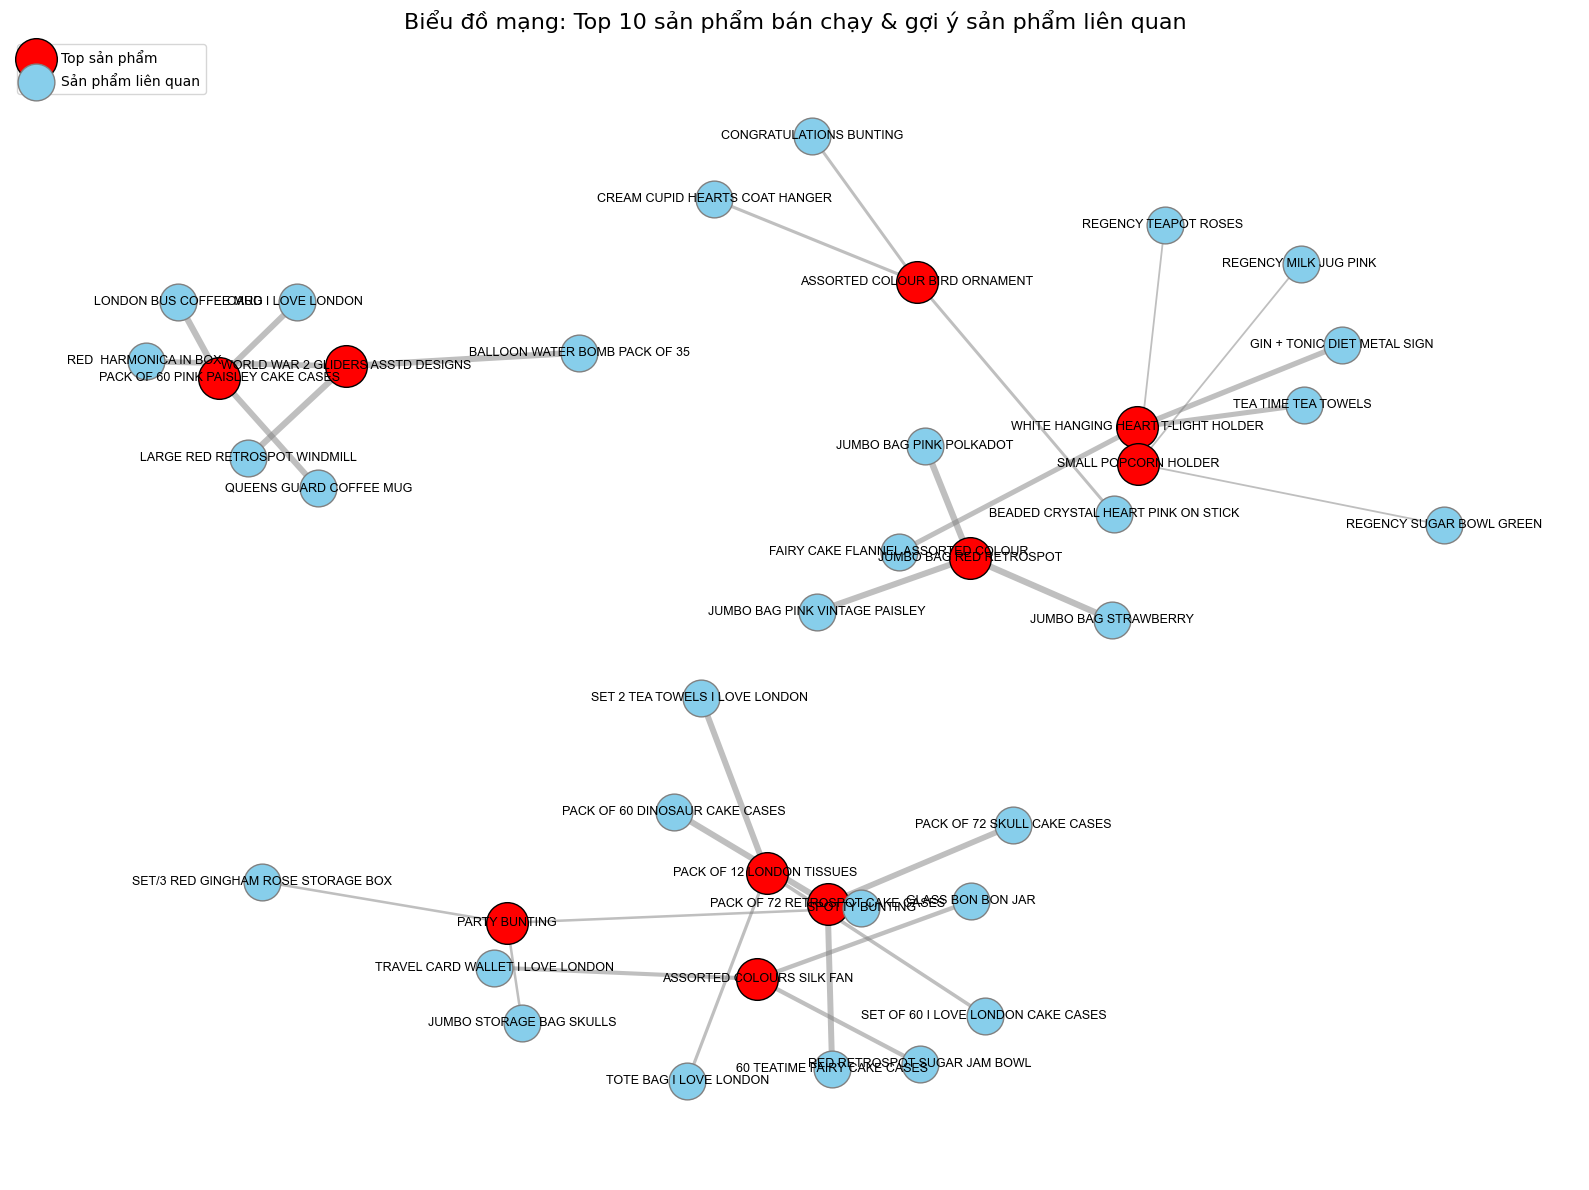 Biểu đồ mạng: Top 10 sản phẩm bán chạy & gợi ý sản phẩm liên quan
Top sản phẩm
Sản phẩm liên quan
CONGRATULATIONS BUNTING
CREAM CUPID HEARTS COAT HANGER
REGENCY TEAPOT ROSES
REGENCY MILK JUG PINK
ASSORTED COLOUR BIRD ORNAMENT
LONDON BUS COFFEE MUG
CARD I LOVE LONDON
GIN + TONIC DIET METAL SIGN
BALLOON WATER BOMB PACK OF 35
RED  HARMONICA IN BOX
WORLD WAR 2 GLIDERS ASSTD DESIGNS
PACK OF 60 PINK PAISLEY CAKE CASES
TEA TIME TEA TOWELS
WHITE HANGING HEART T-LIGHT HOLDER
JUMBO BAG PINK POLKADOT
LARGE RED RETROSPOT WINDMILL
SMALL POPCORN HOLDER
QUEENS GUARD COFFEE MUG
BEADED CRYSTAL HEART PINK ON STICK
REGENCY SUGAR BOWL GREEN
FAIRY CAKE FLANNEL ASSORTED COLOUR
JUMBO BAG RED RETROSPOT
JUMBO BAG PINK VINTAGE PAISLEY
JUMBO BAG STRAWBERRY
SET 2 TEA TOWELS I LOVE LONDON
PACK OF 60 DINOSAUR CAKE CASES
PACK OF 72 SKULL CAKE CASES
PACK OF 12 LONDON TISSUES
SET/3 RED GINGHAM ROSE STORAGE BOX
PACK OF 72 RETROSPOT CAKE CASES
GLASS BON BON JAR
SPOTTY BUNTING
PARTY BUNTING
TRAVEL CARD WALLET I LOVE LONDON
ASSORTED COLOURS SILK FAN
JUMBO STORAGE BAG SKULLS
SET OF 60 I LOVE LONDON CAKE CASES
RED RETROSPOT SUGAR JAM BOWL
60 TEATIME FAIRY CAKE CASES
TOTE BAG I LOVE LONDON